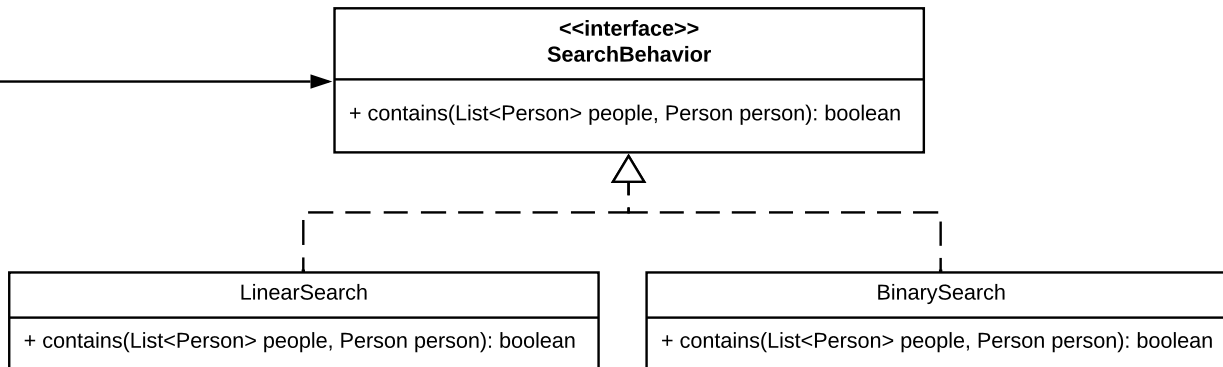 <<interface>>
SearchBehavior
+ contains(List<Person> people, Person person): boolean
LinearSearch
+ contains(List<Person> people, Person person): boolean
BinarySearch
+ contains(List<Person> people, Person person): boolean